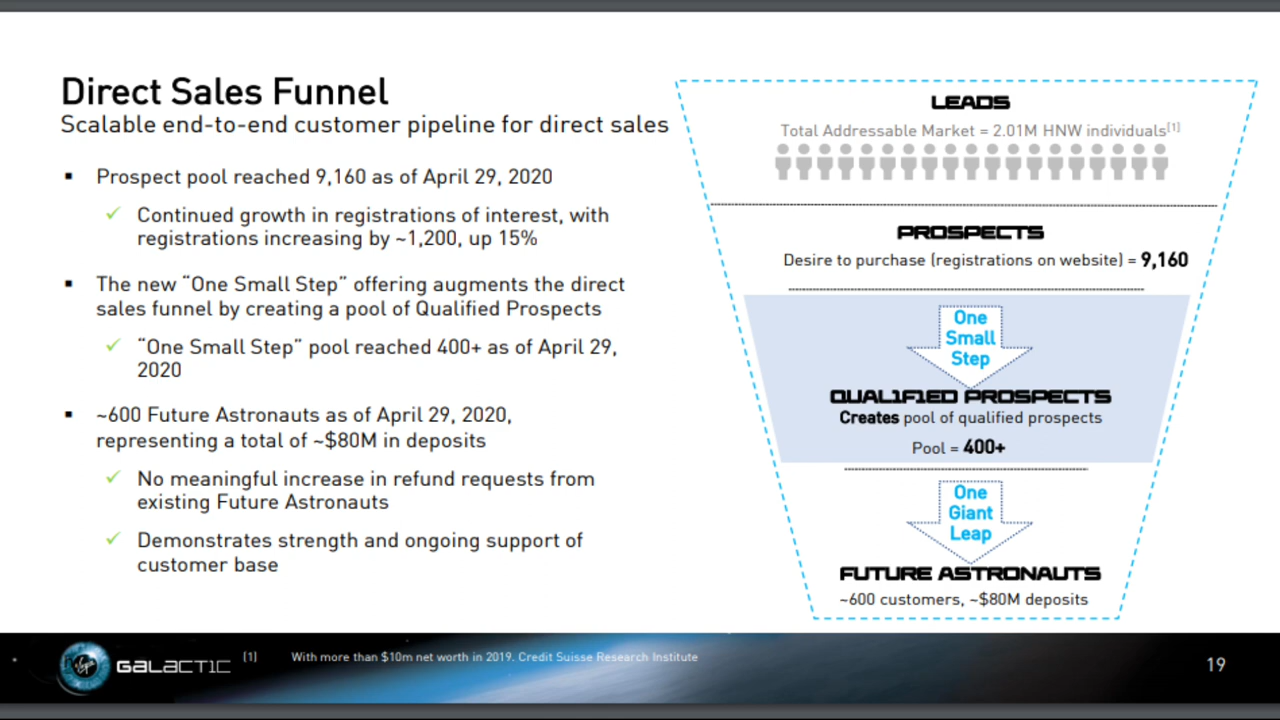 Direct Sales Funnel
Scalable end-to-end customer pipeline for direct sales
▪ Prospect pool reached 9,160 as of April 29, 2020
✓ Continued growth in registrations of interest, with
registrations increasing by ~1,200, up 15%
▪ The new “One Small Step” offering augments the direct
sales funnel by creating a pool of Qualified Prospects
✓ “One Small Step” pool reached 400+ as of April 29,
2020
▪ ~600 Future Astronauts as of April 29, 2020,
representing a total of ~$80M in deposits
✓ No meaningful increase in refund requests from
existing Future Astronauts
✓ Demonstrates strength and ongoing support of
customer base
LEADS
Total Addressable Market = 2.01M HNW individuals[1]
PROSPECTS
Desire to purchase (registrations on website) = 9,160
One
Small
Step
QUALIFIED PROSPECTS
Creates pool of qualified prospects
Pool = 400+
One
Giant
Leap
FUTURE ASTRONAUTS
~600 customers, ~$80M deposits
Virgin GALACTIC
[1] With more than $10m net worth in 2019. Credit Suisse Research Institute
19